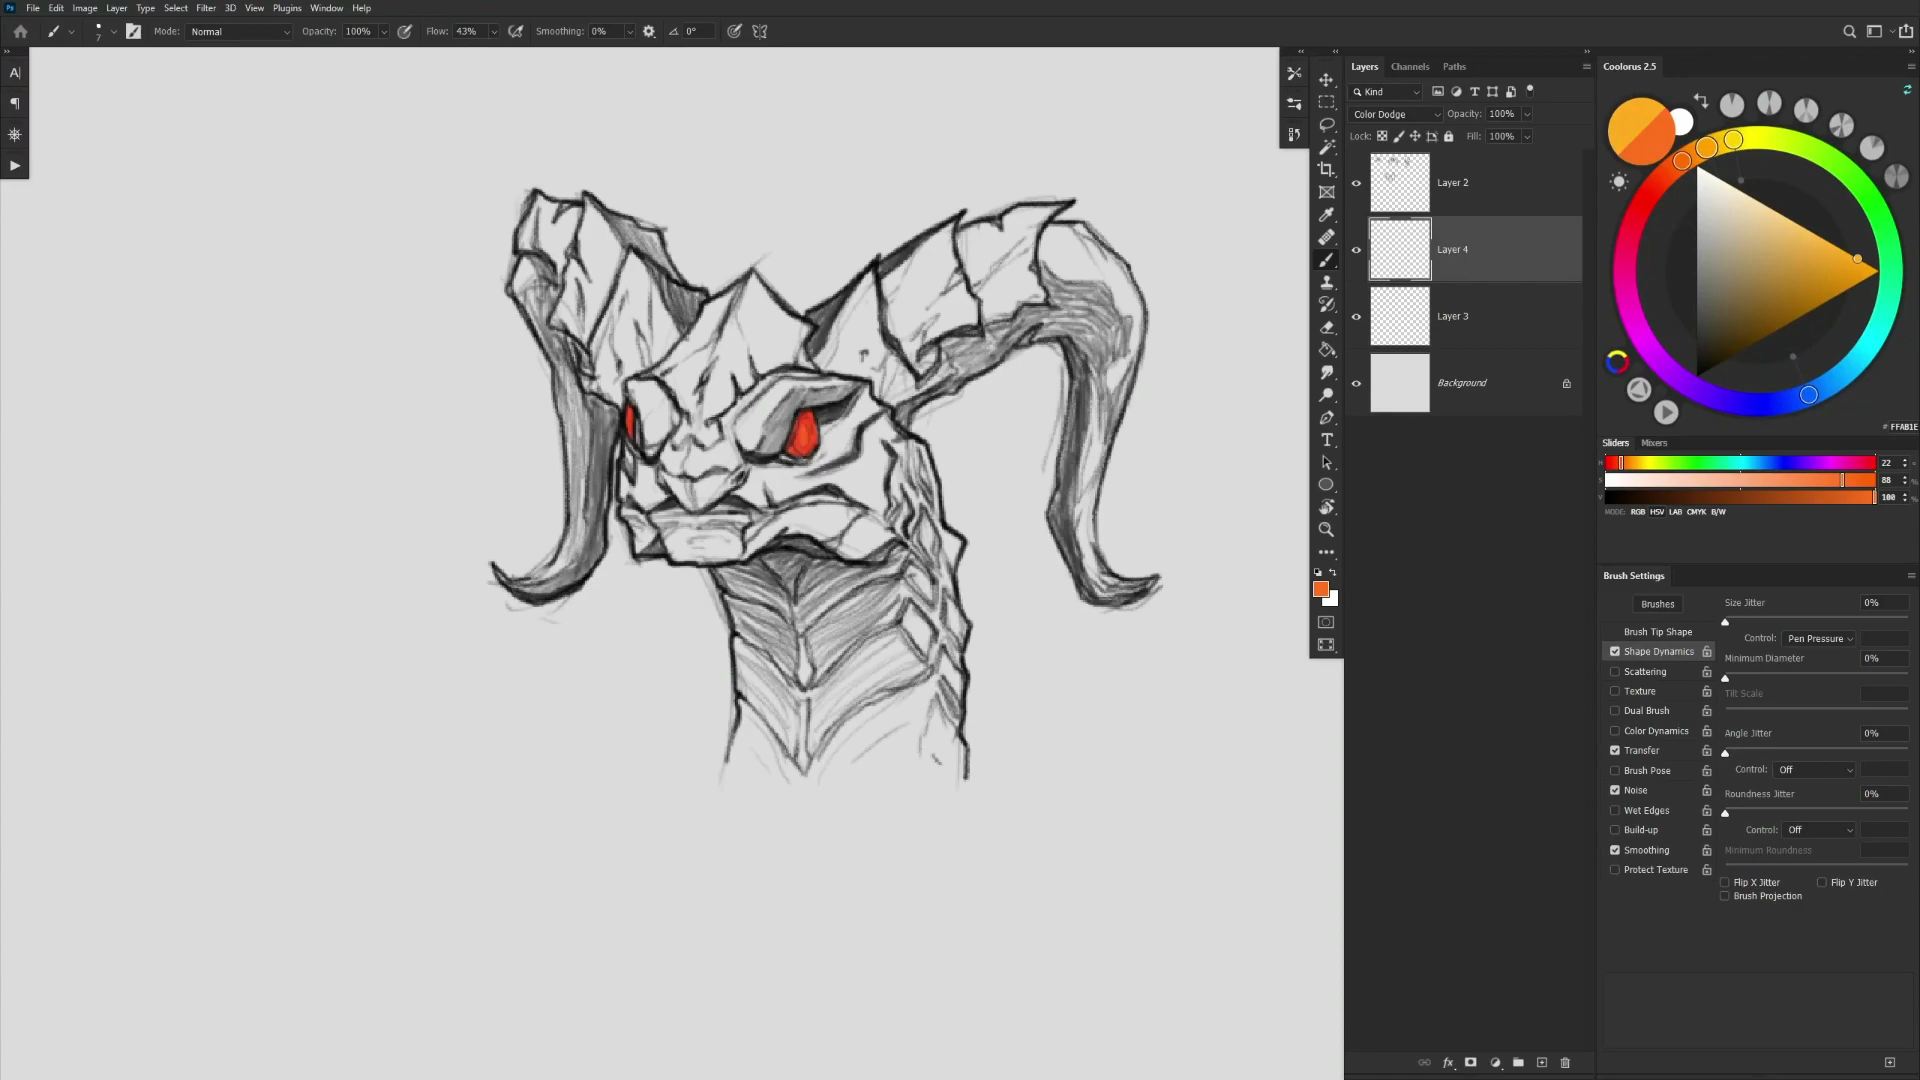 Ps File Edit Image Layer Type Select Filter 3D View Plugins Window Help
7 Mode: Normal Opacity: 100% Flow: 43% Smoothing: 0% 0°
Layers Channels Paths
Kind
Color Dodge Opacity: 100%
Lock: Fill: 100%
Layer 2
Layer 4
Layer 3
Background
Coolorus 2.5
# FFAB1E
Sliders Mixers
H 22 °
S 88 %
V 100 %
MODE: RGB HSV LAB CMYK B/W
Brush Settings
Brushes
Brush Tip Shape
Shape Dynamics
Scattering
Texture
Dual Brush
Color Dynamics
Transfer
Brush Pose
Noise
Wet Edges
Build-up
Smoothing
Protect Texture
Size Jitter 0%
Control: Pen Pressure
Minimum Diameter 0%
Tilt Scale
Angle Jitter 0%
Control: Off
Roundness Jitter 0%
Control: Off
Minimum Roundness
Flip X Jitter Flip Y Jitter
Brush Projection